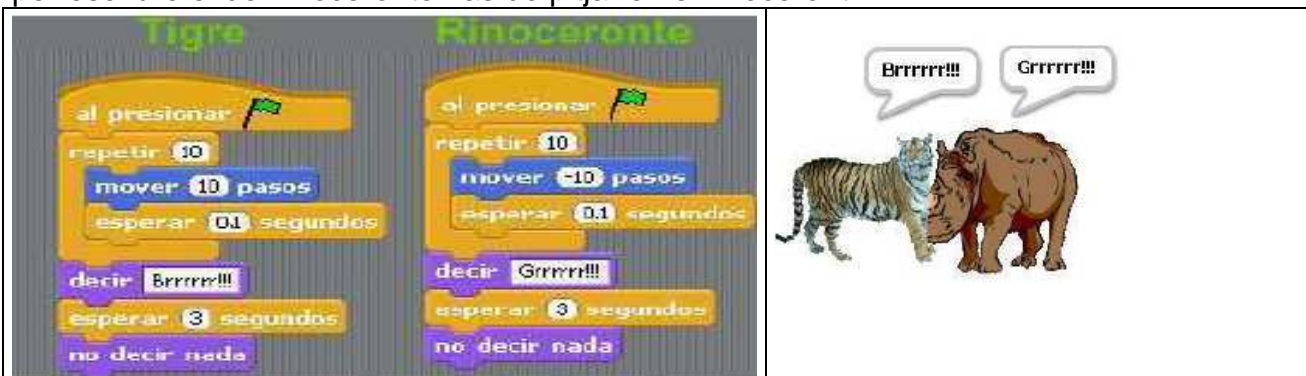 Tigre
al presionar
repetir 10
mover 10 pasos
esperar 0.1 segundos
decir Brrrrrr!!!
esperar 3 segundos
no decir nada
Rinoceronte
al presionar
repetir 10
mover -10 pasos
esperar 0.1 segundos
decir Grrrrrr!!!
esperar 3 segundos
no decir nada
Brrrrrr!!!
Grrrrrr!!!